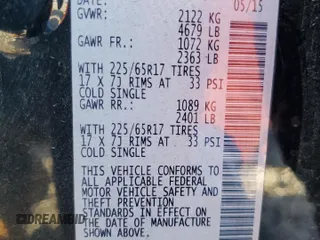 DATE: 05/15
GVWR: 2122 KG
4679 LB
GAWR FR.: 1072 KG
2363 LB
WITH 225/65R17 TIRES
17 X 7J RIMS AT 33 PSI
COLD SINGLE
GAWR RR.: 1089 KG
2401 LB
WITH 225/65R17 TIRES
17 X 7J RIMS AT 33 PSI
COLD SINGLE
THIS VEHICLE CONFORMS TO
ALL APPLICABLE FEDERAL
MOTOR VEHICLE SAFETY AND
THEFT PREVENTION
STANDARDS IN EFFECT ON
THE DATE OF MANUFACTURE
SHOWN ABOVE.
DREAMBID